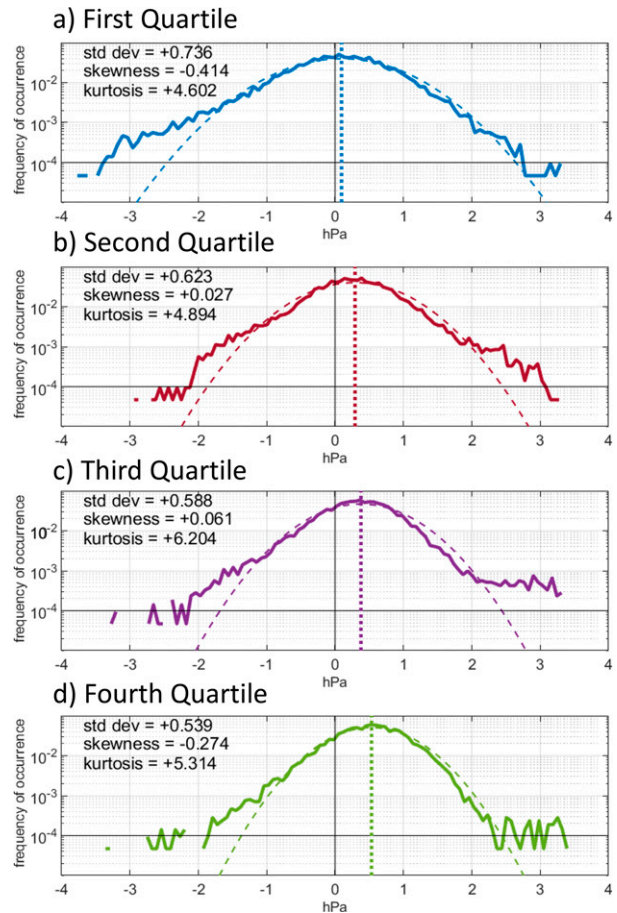 a) First Quartile
std dev = +0.736
skewness = -0.414
kurtosis = +4.602
frequency of occurrence
10-2
10-3
10-4
-4 -3 -2 -1 0 1 2 3 4
hPa
b) Second Quartile
std dev = +0.623
skewness = +0.027
kurtosis = +4.894
frequency of occurrence
10-2
10-3
10-4
-4 -3 -2 -1 0 1 2 3 4
hPa
c) Third Quartile
std dev = +0.588
skewness = +0.061
kurtosis = +6.204
frequency of occurrence
10-2
10-3
10-4
-4 -3 -2 -1 0 1 2 3 4
hPa
d) Fourth Quartile
std dev = +0.539
skewness = -0.274
kurtosis = +5.314
frequency of occurrence
10-2
10-3
10-4
-4 -3 -2 -1 0 1 2 3 4
hPa